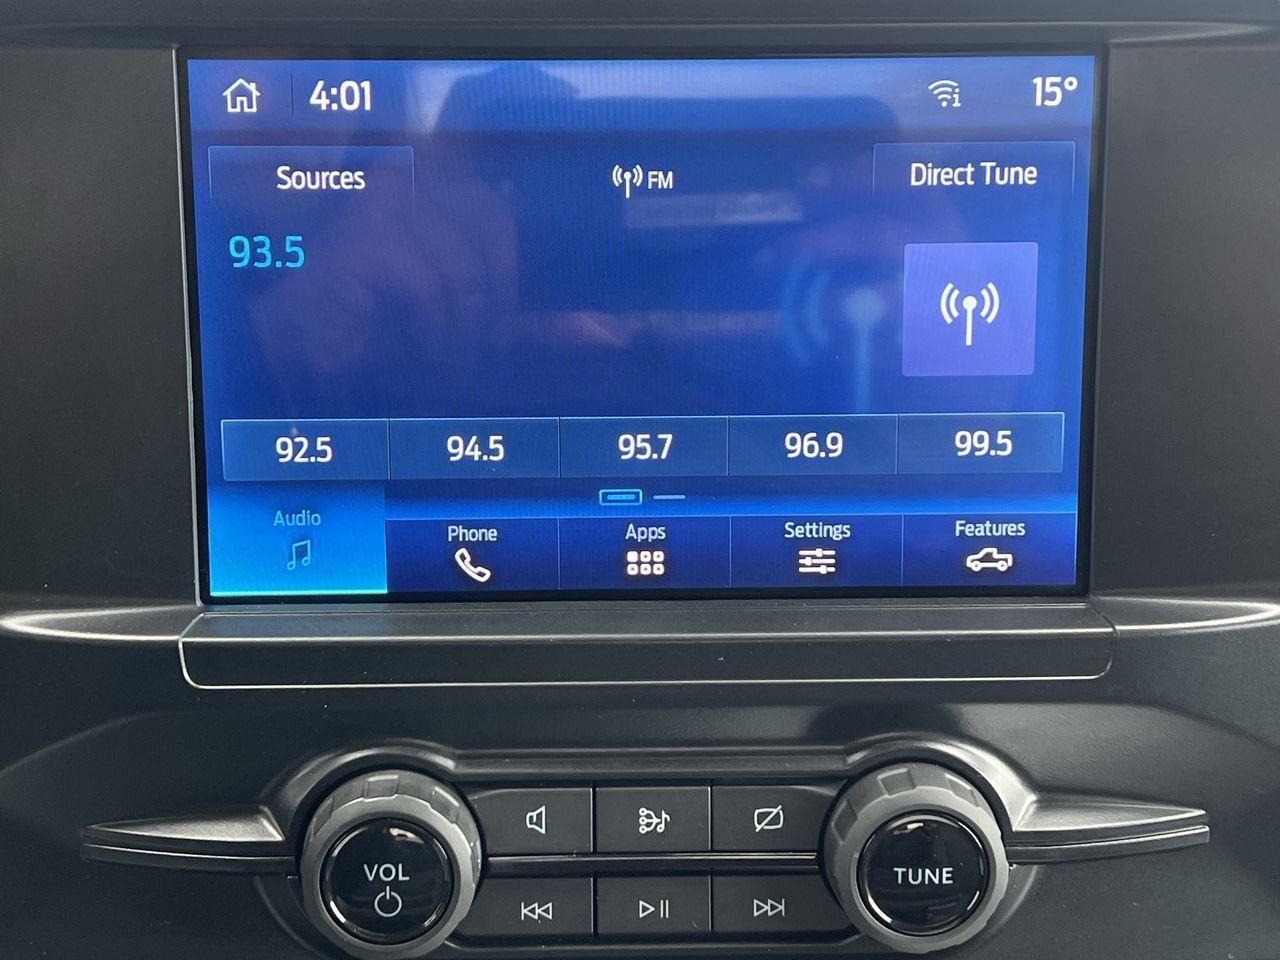 4:01
15°
Sources
FM
Direct Tune
93.5
92.5
94.5
95.7
96.9
99.5
Audio
Phone
Apps
Settings
Features
VOL
TUNE